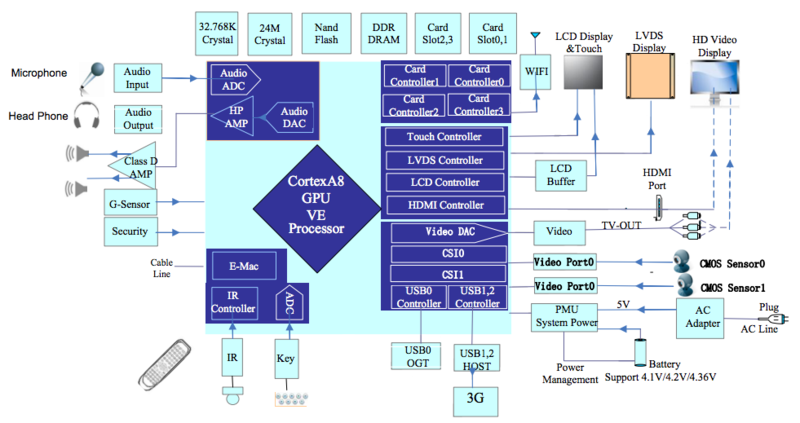 32.768K
Crystal
24M
Crystal
Nand
Flash
DDR
DRAM
Card
Slot2,3
Card
Slot0,1
WIFI
LCD Display
&Touch
LVDS
Display
HD Video
Display
Microphone
Audio
Input
Audio
ADC
Head Phone
Audio
Output
HP
AMP
Audio
DAC
Class D
AMP
G-Sensor
Security
Cable
Line
E-Mac
IR
Controller
ADC
IR
Key
CortexA8
GPU
VE
Processor
Card
Controller1
Card
Controller0
Card
Controller2
Card
Controller3
Touch Controller
LVDS Controller
LCD Controller
HDMI Controller
LCD
Buffer
HDMI
Port
Video DAC
Video
TV-OUT
CSI0
Video Port0
CMOS Sensor0
CSI1
Video Port0
CMOS Sensor1
USB0
Controller
USB1,2
Controller
USB0
OGT
USB1,2
HOST
3G
PMU
System Power
5V
AC
Adapter
Plug
AC Line
Power
Management
Battery
Support 4.1V/4.2V/4.36V